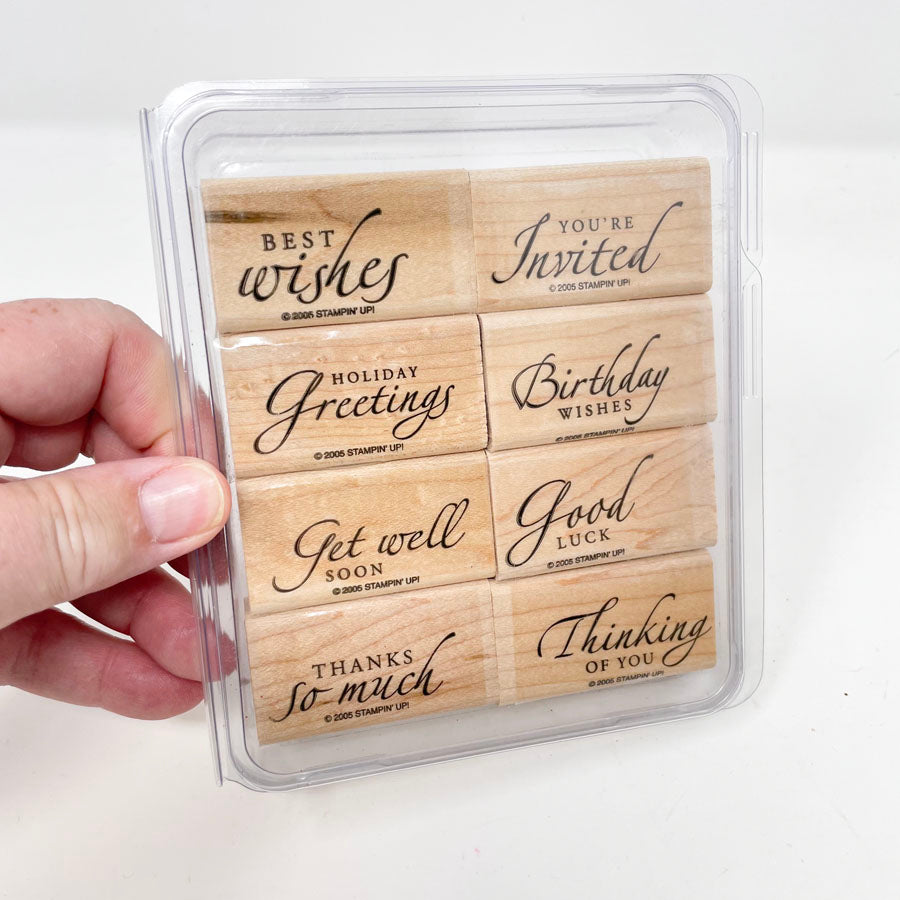 BEST
wishes
© 2005 STAMPIN' UP!
YOU'RE
Invited
© 2005 STAMPIN' UP!
HOLIDAY
Greetings
© 2005 STAMPIN' UP!
Birthday
WISHES
© 2005 STAMPIN' UP!
Get well
SOON
© 2005 STAMPIN' UP!
Good
LUCK
© 2005 STAMPIN' UP!
THANKS
so much
© 2005 STAMPIN' UP!
Thinking
OF YOU
© 2005 STAMPIN' UP!